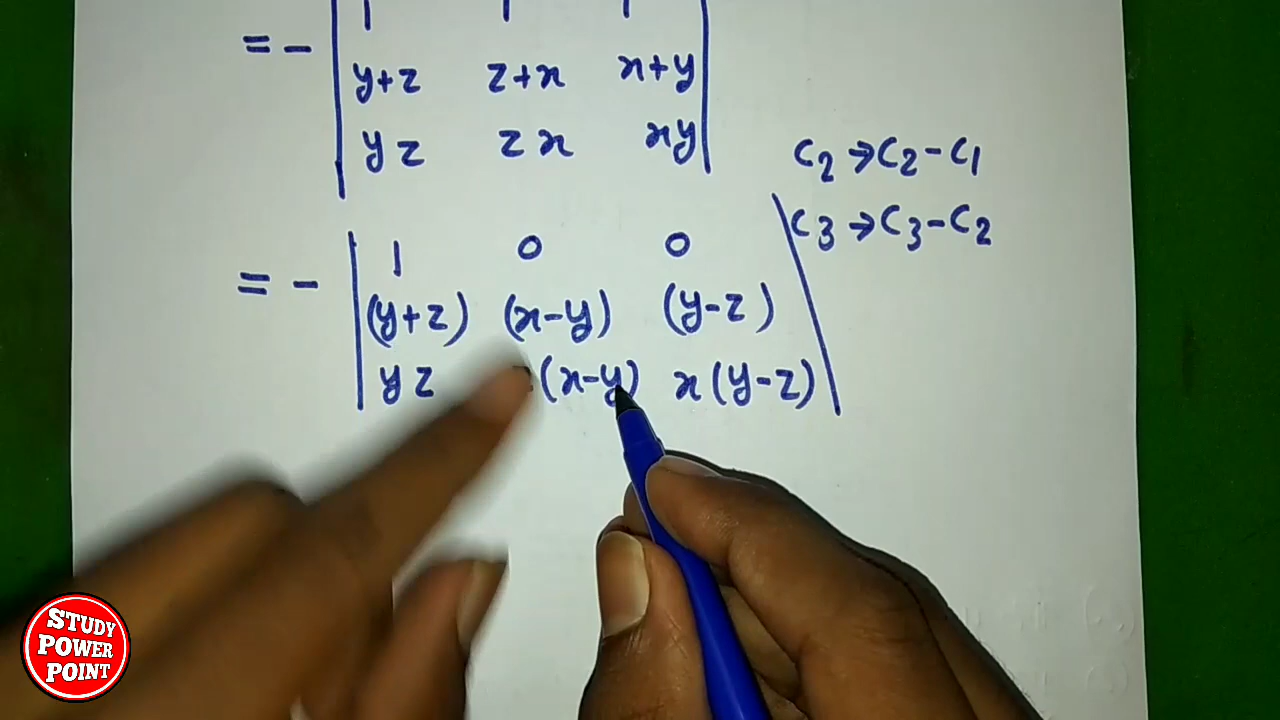 = - | 1 1 1 |
| y+z z+x x+y |
| yz zx xy |
C2 → C2 - C1
C3 → C3 - C2
= - | 1 0 0 |
| (y+z) (x-y) (y-z) |
| yz (x-y) x(y-z) |
STUDY
POWER
POINT